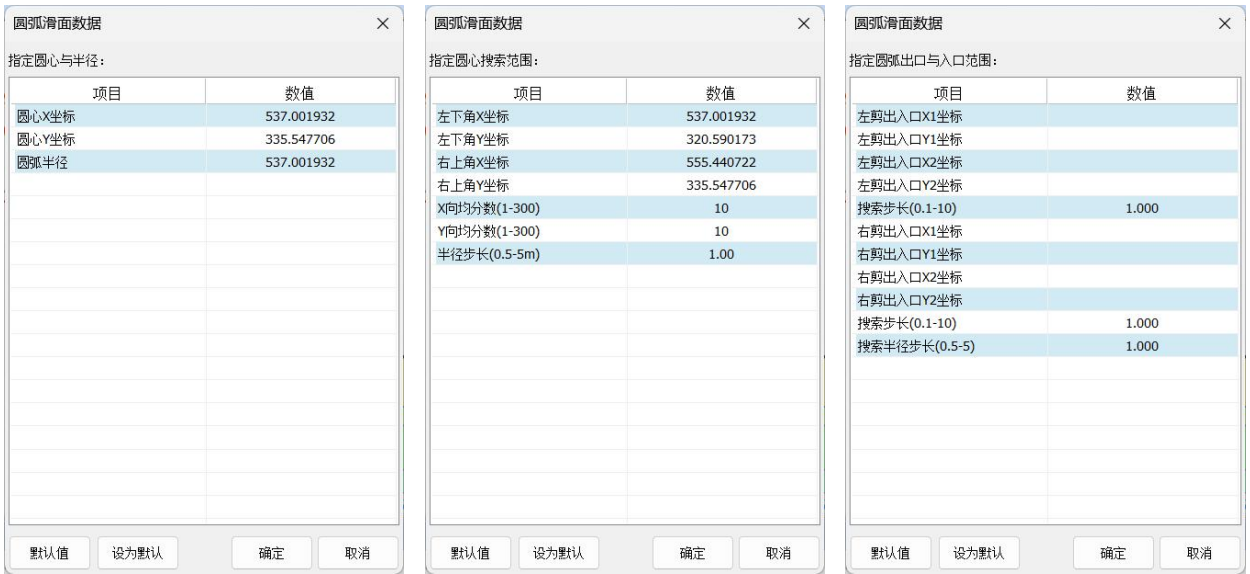 圆弧滑面数据
指定圆心与半径：
项目 数值
圆心X坐标 537.001932
圆心Y坐标 335.547706
圆弧半径 537.001932
默认值 设为默认 确定 取消
圆弧滑面数据
指定圆心搜索范围：
项目 数值
左下角X坐标 537.001932
左下角Y坐标 320.590173
右上角X坐标 555.440722
右上角Y坐标 335.547706
X向均分数(1-300) 10
Y向均分数(1-300) 10
半径步长(0.5-5m) 1.00
默认值 设为默认 确定 取消
圆弧滑面数据
指定圆弧出口与入口范围：
项目 数值
左剪出入口X1坐标
左剪出入口Y1坐标
左剪出入口X2坐标
左剪出入口Y2坐标
搜索步长(0.1-10) 1.000
右剪出入口X1坐标
右剪出入口Y1坐标
右剪出入口X2坐标
右剪出入口Y2坐标
搜索步长(0.1-10) 1.000
搜索半径步长(0.5-5) 1.000
默认值 设为默认 确定 取消